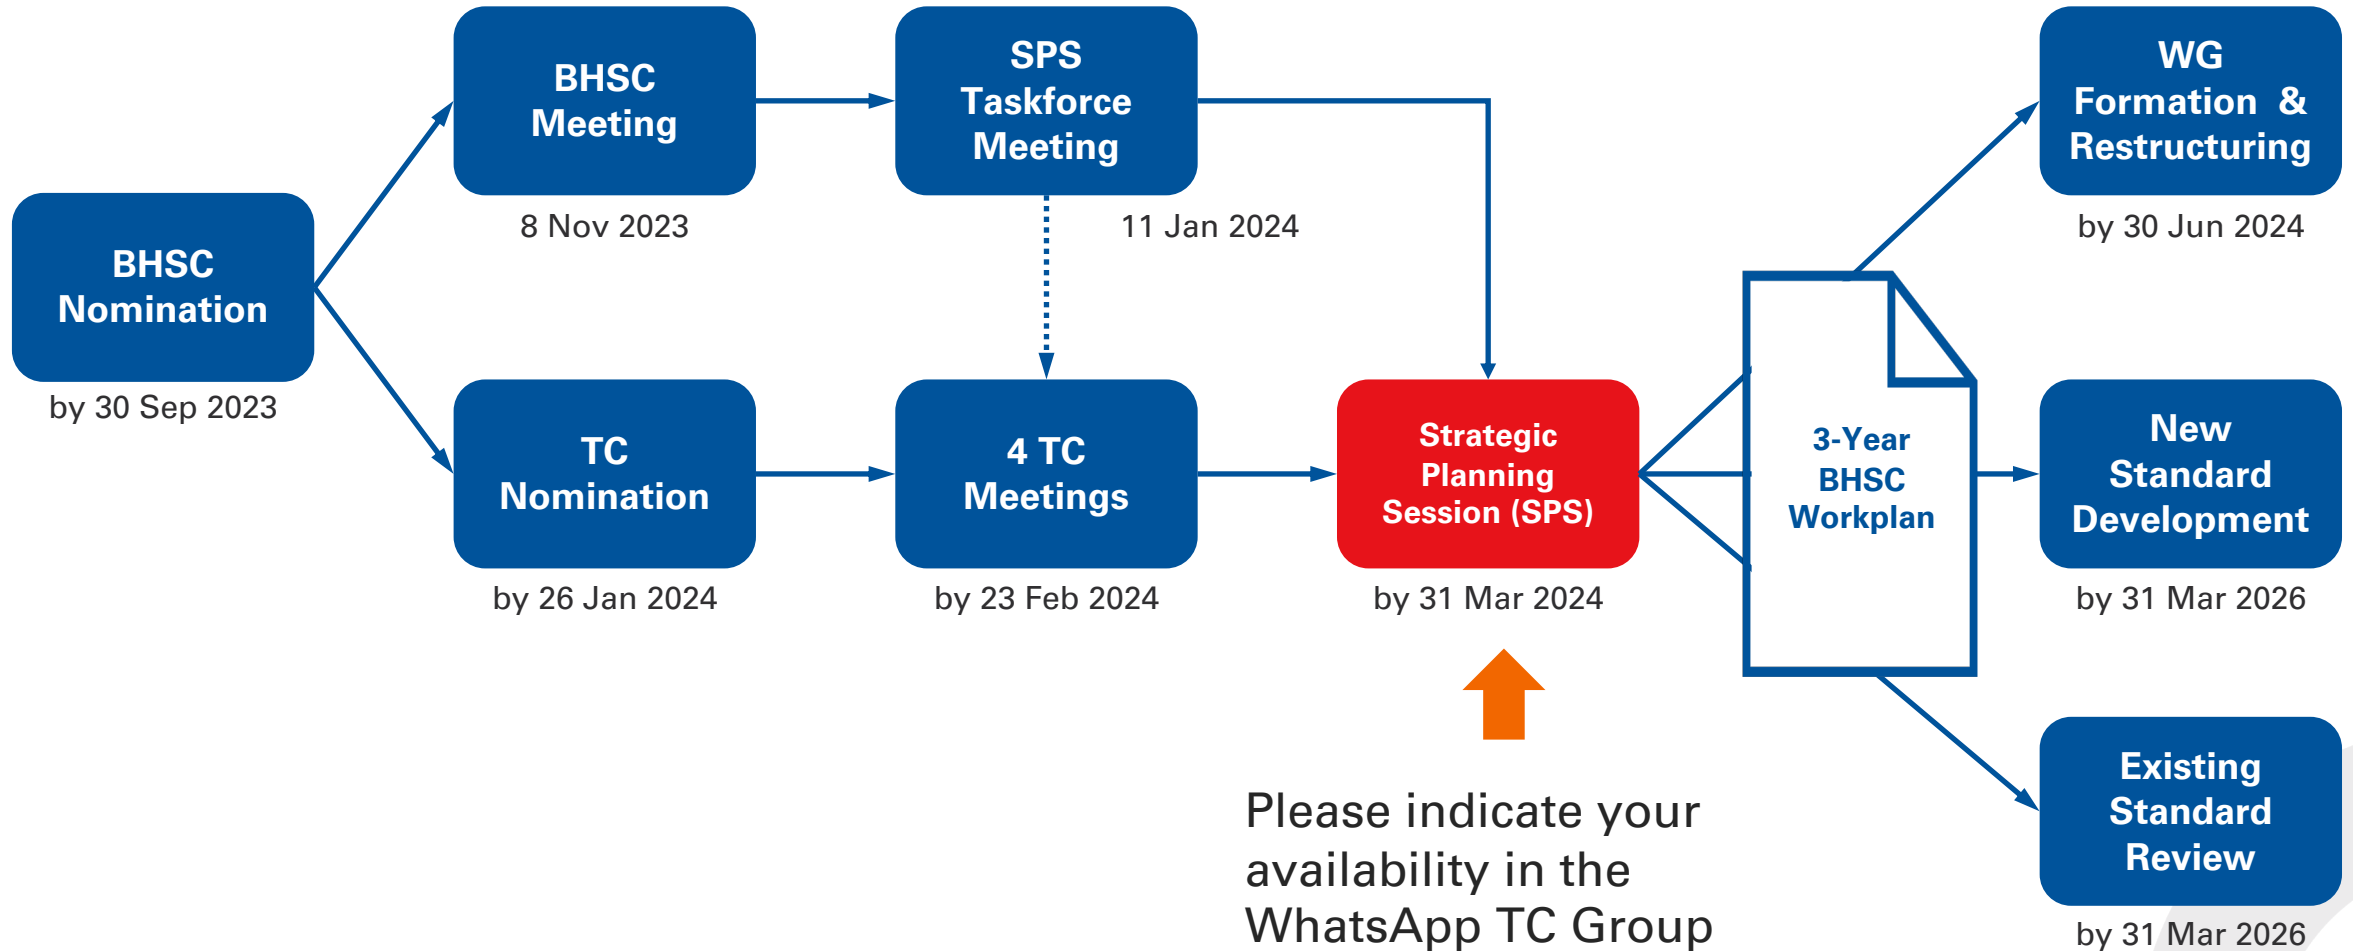 BHSC
Nomination
by 30 Sep 2023
BHSC
Meeting
8 Nov 2023
SPS
Taskforce
Meeting
11 Jan 2024
TC
Nomination
by 26 Jan 2024
4 TC
Meetings
by 23 Feb 2024
Strategic
Planning
Session (SPS)
by 31 Mar 2024
Please indicate your
availability in the
WhatsApp TC Group
3-Year
BHSC
Workplan
WG
Formation &
Restructuring
by 30 Jun 2024
New
Standard
Development
by 31 Mar 2026
Existing
Standard
Review
by 31 Mar 2026